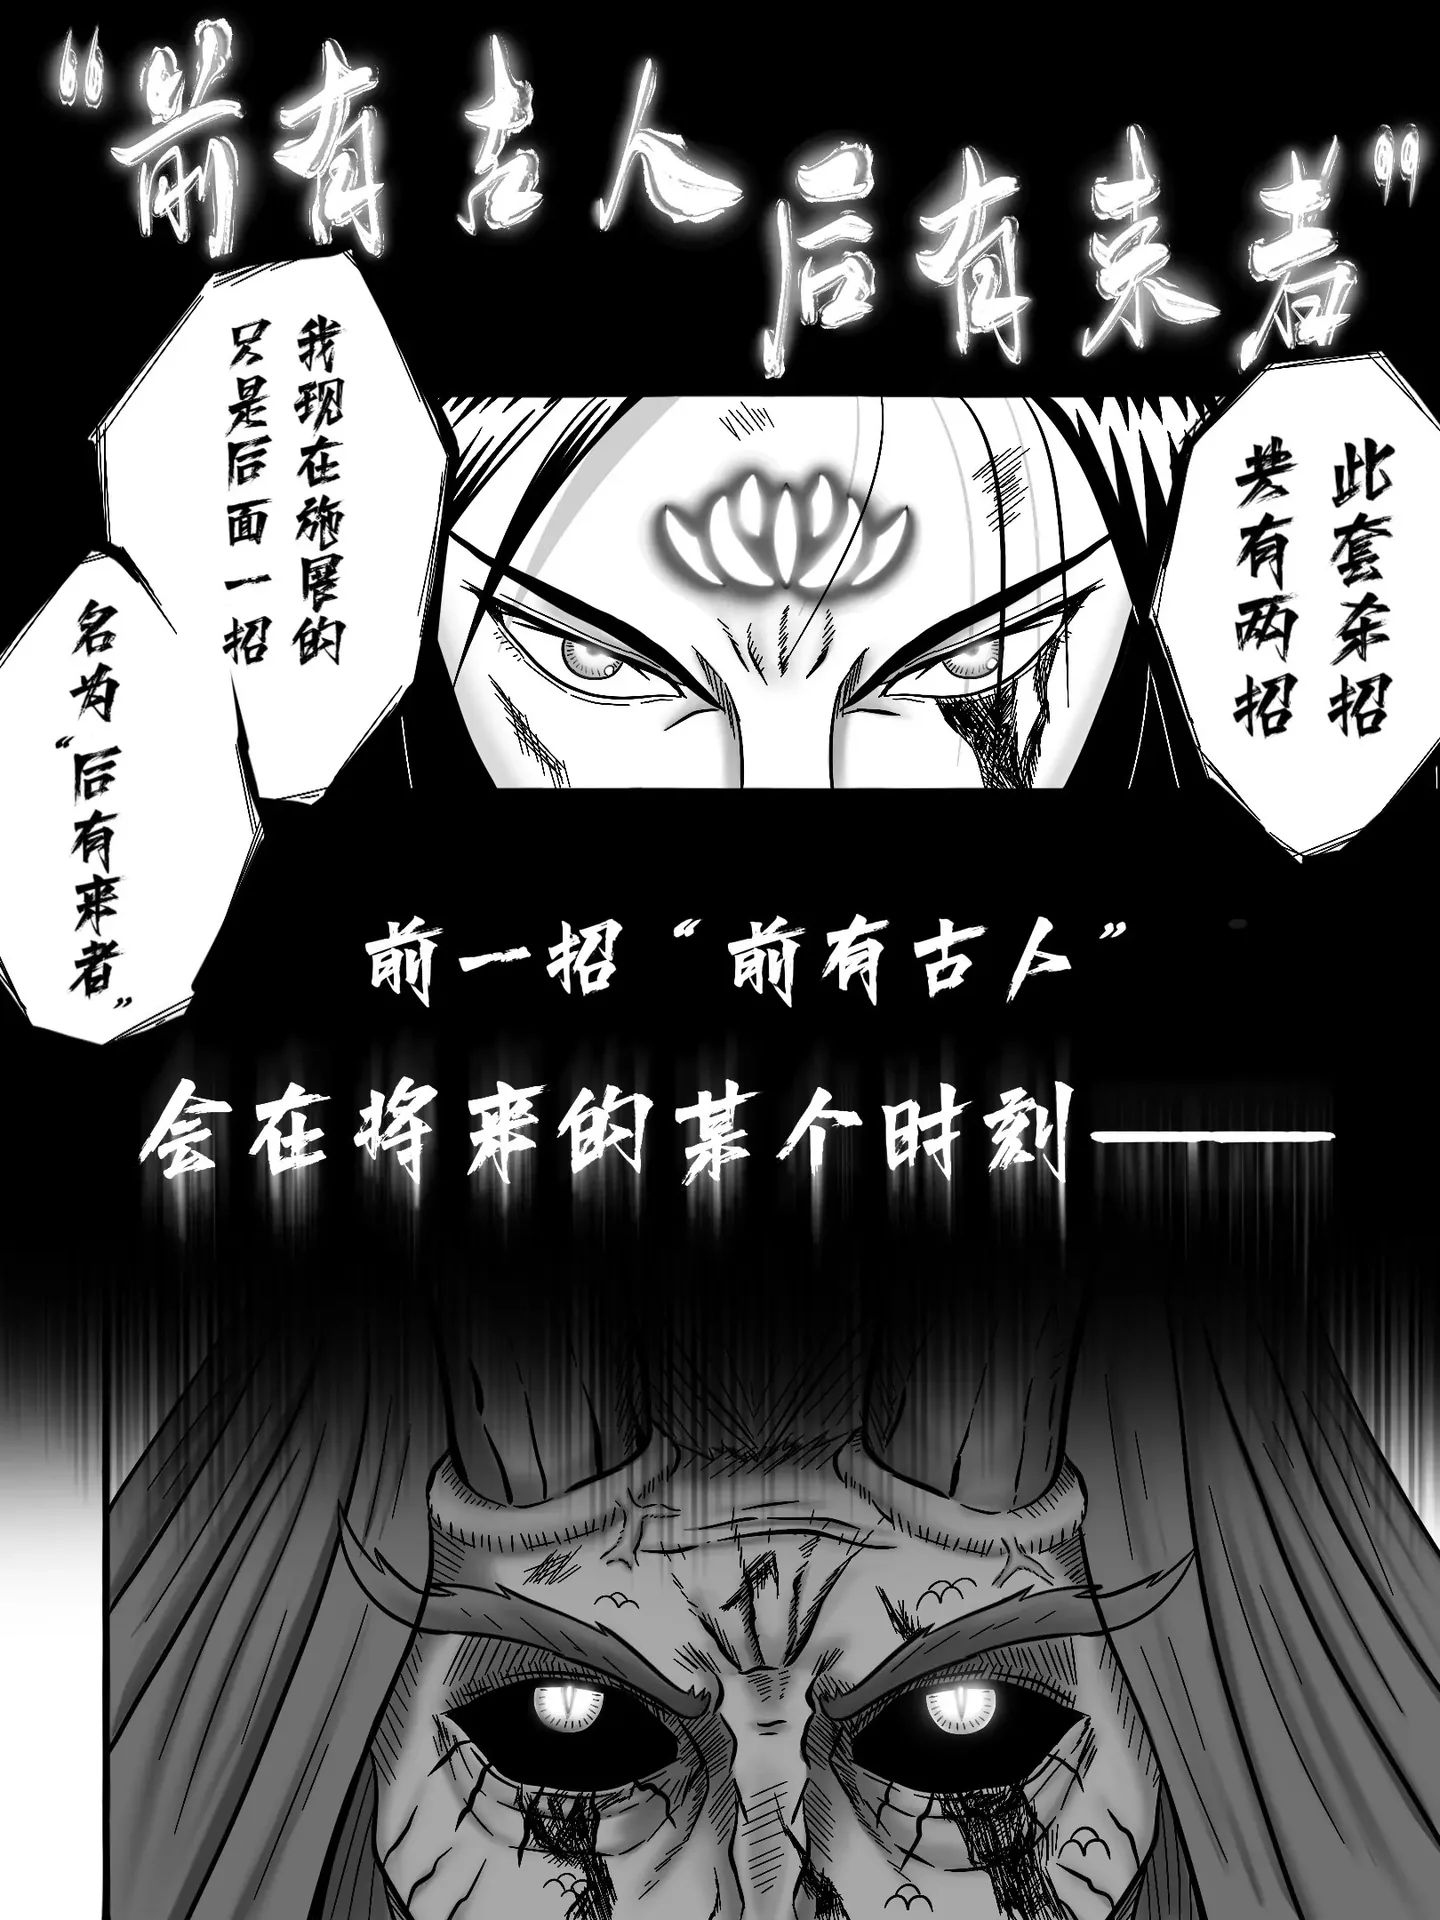 “前有古人
后有来者”
此套杀招
共有两招
我现在施展的
只是后面一招
名为“后有来者”
前一招“前有古人”
会在将来的某个时刻——